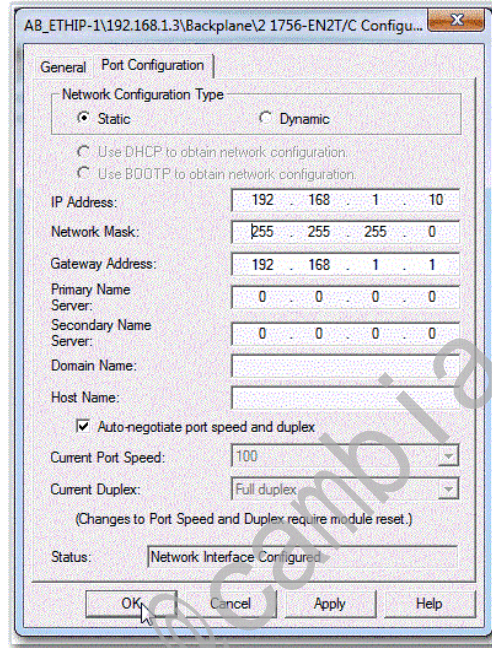 AB_ETHIP-1\192.168.1.3\Backplane\2 1756-EN2T/C Configu...
General Port Configuration
Network Configuration Type
Static Dynamic
Use DHCP to obtain network configuration.
Use BOOTP to obtain network configuration
IP Address: 192 . 168 . 1 . 10
Network Mask: 255 . 255 . 255 . 0
Gateway Address: 192 . 168 . 1 . 1
Primary Name
Server: 0 . 0 . 0 . 0
Secondary Name
Server: 0 . 0 . 0 . 0
Domain Name:
Host Name:
Auto-negotiate port speed and duplex
Current Port Speed: 100
Current Duplex: Full duplex
(Changes to Port Speed and Duplex require module reset.)
Status: Network Interface Configured
OK Cancel Apply Help
@cambia